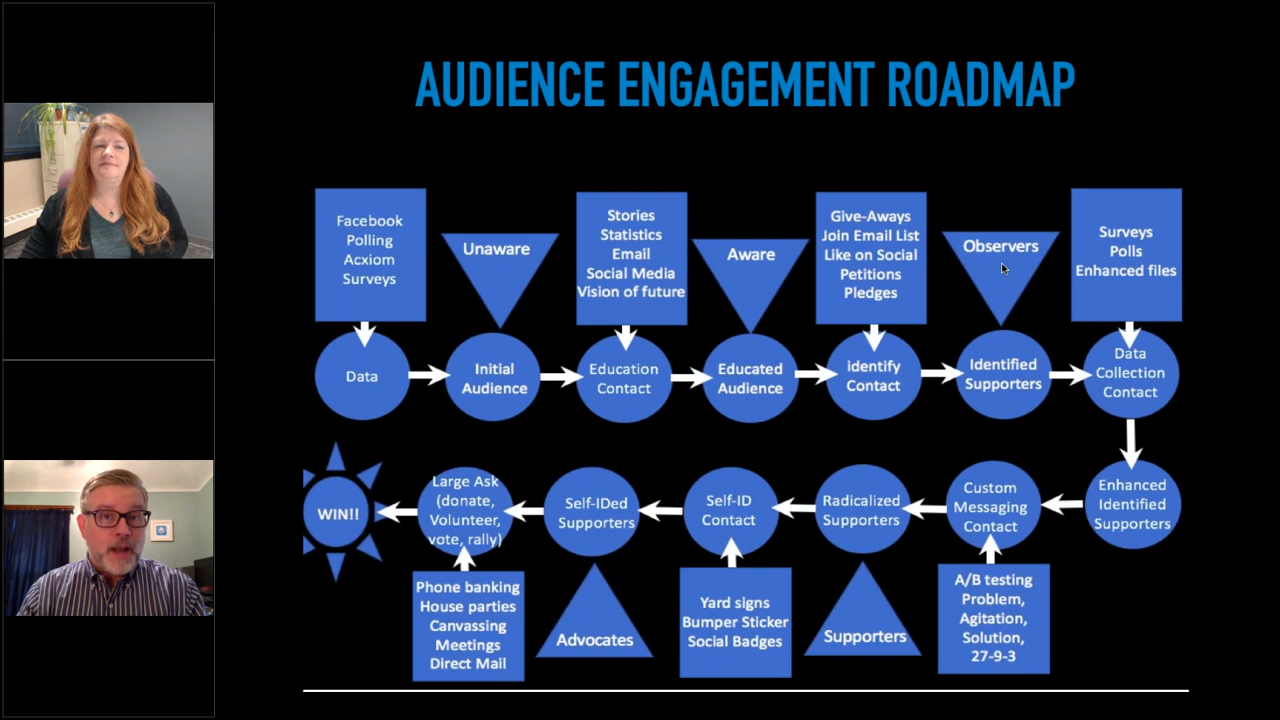 AUDIENCE ENGAGEMENT ROADMAP
Facebook
Polling
Acxiom
Surveys
Unaware
Stories
Statistics
Email
Social Media
Vision of future
Aware
Give-Aways
Join Email List
Like on Social
Petitions
Pledges
Observers
Surveys
Polls
Enhanced files
Data
Initial
Audience
Education
Contact
Educated
Audience
identify
Contact
Identified
Supporters
Data
Collection
Contact
WIN!!
Large Ask
(donate,
Volunteer,
vote, rally)
Self-IDed
Supporters
Self-ID
Contact
Radicalized
Supporters
Custom
Messaging
Contact
Enhanced
Identified
Supporters
Phone banking
House parties
Canvassing
Meetings
Direct Mail
Advocates
Yard signs
Bumper Sticker
Social Badges
Supporters
A/B testing
Problem,
Agitation,
Solution,
27-9-3